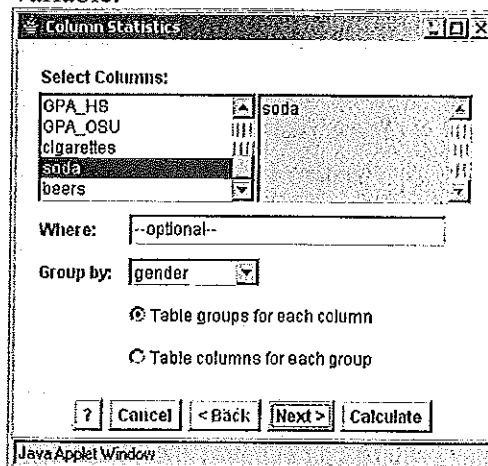 variable.
Column Statistics
Select Columns:
GPA_HS
GPA_OSU
cigarettes
soda
beers
soda
Where: --optional--
Group by: gender
Table groups for each column
Table columns for each group
? Cancel < Back Next > Calculate
Java Applet Window